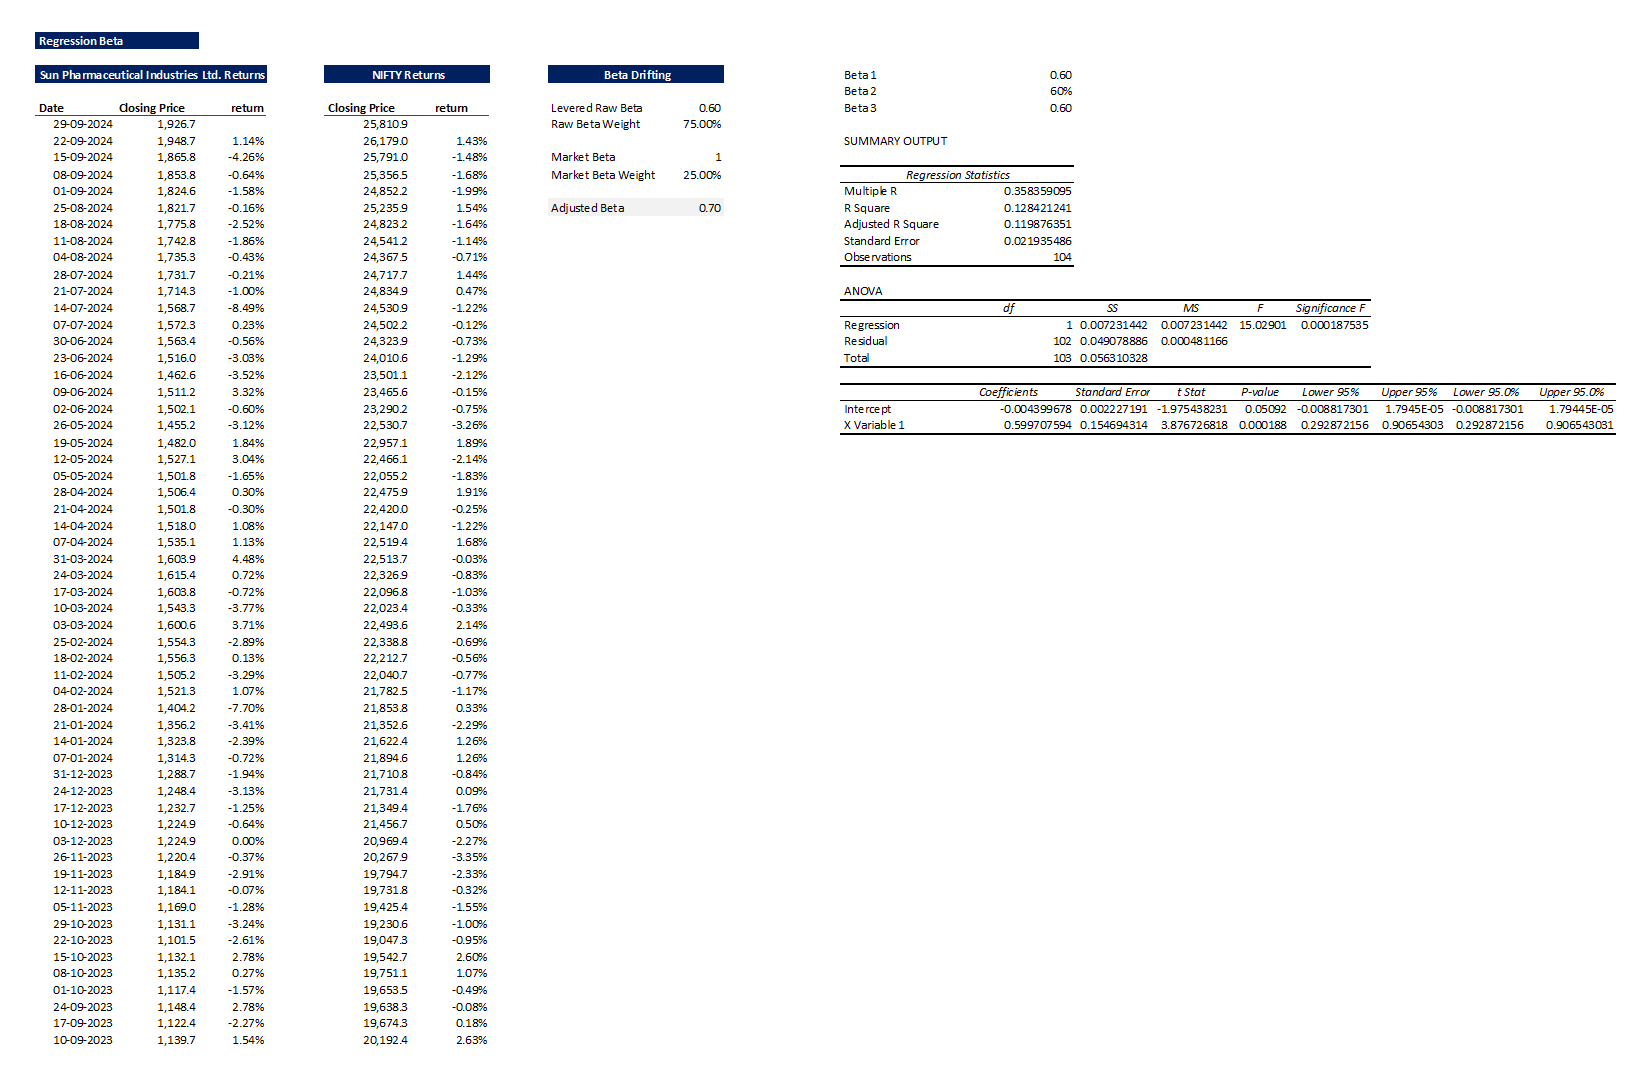 Regression Beta
Sun Pharmaceutical Industries Ltd. Returns NIFTY Returns Beta Drifting Beta 1 0.60
Beta 2 60%
Date Closing Price return Closing Price return Levered Raw Beta 0.60 Beta 3 0.60
29-09-2024 1,926.7 25,810.9 Raw Beta Weight 75.00%
22-09-2024 1,948.7 1.14% 26,179.0 1.43% SUMMARY OUTPUT
15-09-2024 1,865.8 -4.26% 25,791.0 -1.48% Market Beta 1
08-09-2024 1,853.8 -0.64% 25,356.5 -1.68% Market Beta Weight 25.00% Regression Statistics
01-09-2024 1,824.6 -1.58% 24,852.2 -1.99% Multiple R 0.358359095
25-08-2024 1,821.7 -0.16% 25,235.9 1.54% Adjusted Beta 0.70 R Square 0.128421241
18-08-2024 1,775.8 -2.52% 24,823.2 -1.64% Adjusted R Square 0.119876351
11-08-2024 1,742.8 -1.86% 24,541.2 -1.14% Standard Error 0.021935486
04-08-2024 1,735.3 -0.43% 24,367.5 -0.71% Observations 104
28-07-2024 1,731.7 -0.21% 24,717.7 1.44%
21-07-2024 1,714.3 -1.00% 24,834.9 0.47% ANOVA
14-07-2024 1,568.7 -8.49% 24,530.9 -1.22% df SS MS F Significance F
07-07-2024 1,572.3 0.23% 24,502.2 -0.12% Regression 1 0.007231442 0.007231442 15.02901 0.000187535
30-06-2024 1,563.4 -0.56% 24,323.9 -0.73% Residual 102 0.049078886 0.000481166
23-06-2024 1,516.0 -3.03% 24,010.6 -1.29% Total 103 0.056310328
16-06-2024 1,462.6 -3.52% 23,501.1 -2.12%
09-06-2024 1,511.2 3.32% 23,465.6 -0.15% Coefficients Standard Error t Stat P-value Lower 95% Upper 95% Lower 95.0% Upper 95.0%
02-06-2024 1,502.1 -0.60% 23,290.2 -0.75% Intercept -0.004399678 0.002227191 -1.975438231 0.05092 -0.008817301 1.7945E-05 -0.008817301 1.79445E-05
26-05-2024 1,455.2 -3.12% 22,530.7 -3.26% X Variable 1 0.599707594 0.154694314 3.876726818 0.000188 0.292872156 0.90654303 0.292872156 0.906543031
19-05-2024 1,482.0 1.84% 22,957.1 1.89%
12-05-2024 1,527.1 3.04% 22,466.1 -2.14%
05-05-2024 1,501.8 -1.65% 22,055.2 -1.83%
28-04-2024 1,506.4 0.30% 22,475.9 1.91%
21-04-2024 1,501.8 -0.30% 22,420.0 -0.25%
14-04-2024 1,518.0 1.08% 22,147.0 -1.22%
07-04-2024 1,535.1 1.13% 22,519.4 1.68%
31-03-2024 1,603.9 4.48% 22,513.7 -0.03%
24-03-2024 1,615.4 0.72% 22,326.9 -0.83%
17-03-2024 1,603.8 -0.72% 22,096.8 -1.03%
10-03-2024 1,543.3 -3.77% 22,023.4 -0.33%
03-03-2024 1,600.6 3.71% 22,493.6 2.14%
25-02-2024 1,554.3 -2.89% 22,338.8 -0.69%
18-02-2024 1,556.3 0.13% 22,212.7 -0.56%
11-02-2024 1,505.2 -3.29% 22,040.7 -0.77%
04-02-2024 1,521.3 1.07% 21,782.5 -1.17%
28-01-2024 1,404.2 -7.70% 21,853.8 0.33%
21-01-2024 1,356.2 -3.41% 21,352.6 -2.29%
14-01-2024 1,323.8 -2.39% 21,622.4 1.26%
07-01-2024 1,314.3 -0.72% 21,894.6 1.26%
31-12-2023 1,288.7 -1.94% 21,710.8 -0.84%
24-12-2023 1,248.4 -3.13% 21,731.4 0.09%
17-12-2023 1,232.7 -1.25% 21,349.4 -1.76%
10-12-2023 1,224.9 -0.64% 21,456.7 0.50%
03-12-2023 1,224.9 0.00% 20,969.4 -2.27%
26-11-2023 1,220.4 -0.37% 20,267.9 -3.35%
19-11-2023 1,184.9 -2.91% 19,794.7 -2.33%
12-11-2023 1,184.1 -0.07% 19,731.8 -0.32%
05-11-2023 1,169.0 -1.28% 19,425.4 -1.55%
29-10-2023 1,131.1 -3.24% 19,230.6 -1.00%
22-10-2023 1,101.5 -2.61% 19,047.3 -0.95%
15-10-2023 1,132.1 2.78% 19,542.7 2.60%
08-10-2023 1,135.2 0.27% 19,751.1 1.07%
01-10-2023 1,117.4 -1.57% 19,653.5 -0.49%
24-09-2023 1,148.4 2.78% 19,638.3 -0.08%
17-09-2023 1,122.4 -2.27% 19,674.3 0.18%
10-09-2023 1,139.7 1.54% 20,192.4 2.63%